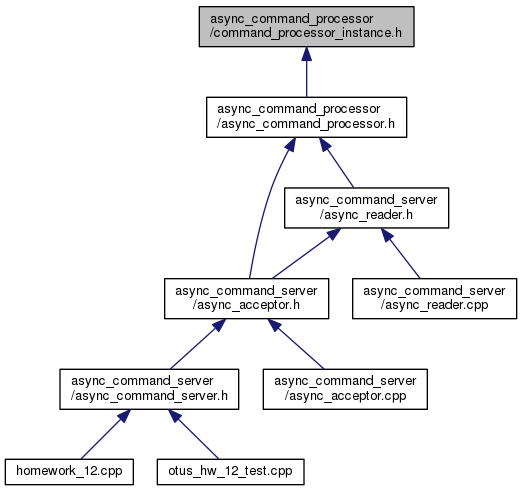 async_command_processor
/command_processor_instance.h
async_command_processor
/async_command_processor.h
async_command_server
/async_reader.h
async_command_server
/async_acceptor.h
async_command_server
/async_reader.cpp
async_command_server
/async_command_server.h
async_command_server
/async_acceptor.cpp
homework_12.cpp
otus_hw_12_test.cpp